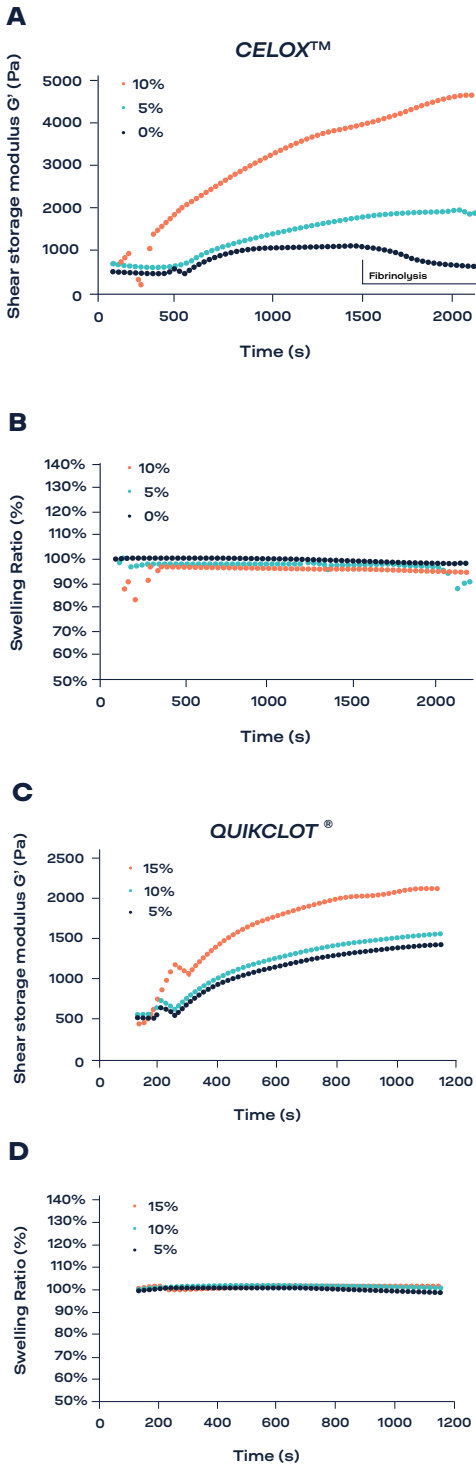 A
CELOX™
Shear storage modulus G' (Pa)
5000
4000
3000
2000
1000
0
10%
5%
0%
Fibrinolysis
0 500 1000 1500 2000
Time (s)
B
Swelling Ratio (%)
140%
130%
120%
110%
100%
90%
80%
70%
60%
50%
10%
5%
0%
0 500 1000 1500 2000
Time (s)
C
QUIKCLOT ®
Shear storage modulus G' (Pa)
2500
2000
1500
1000
500
0
15%
10%
5%
0 200 400 600 800 1000 1200
Time (s)
D
Swelling Ratio (%)
140%
130%
120%
110%
100%
90%
80%
70%
60%
50%
15%
10%
5%
0 200 400 600 800 1000 1200
Time (s)